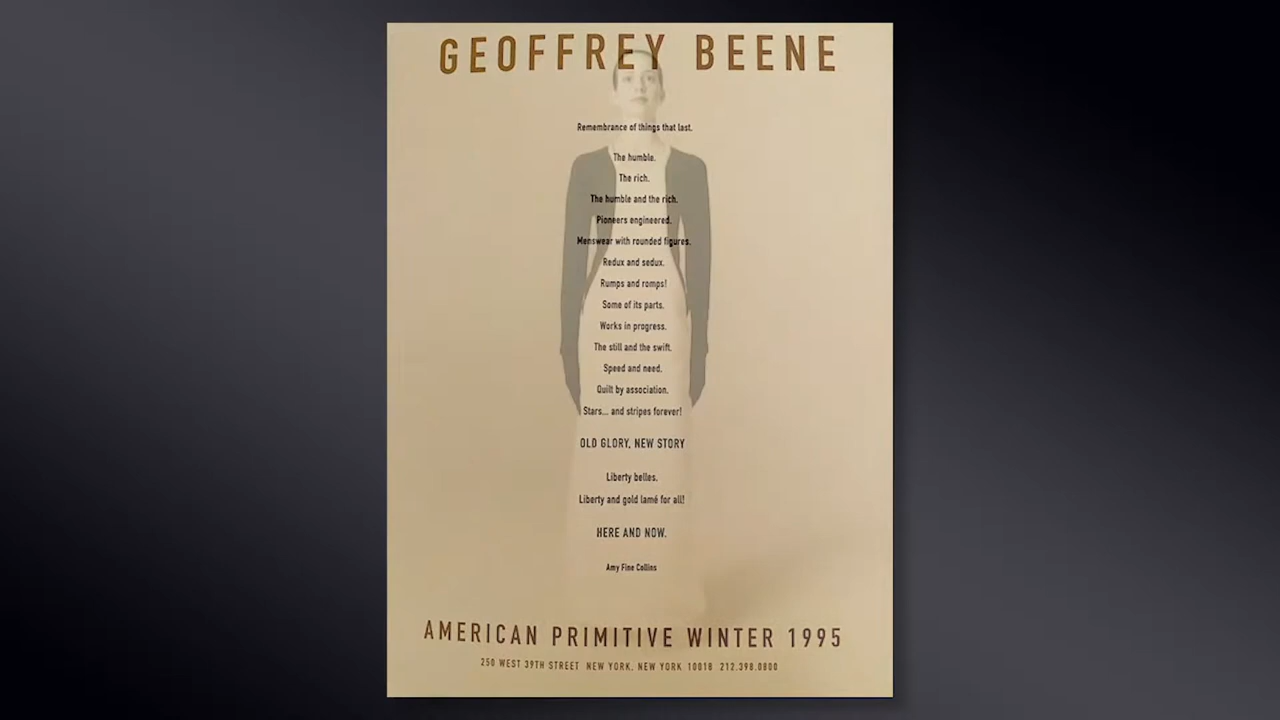 GEOFFREY BEENE
Remembrance of things that last.
The humble.
The rich.
The humble and the rich.
Pioneers engineered.
Menswear with rounded figures.
Redux and sedux.
Rumps and romps!
Some of its parts.
Works in progress.
The still and the swift.
Speed and need.
Quilt by association.
Stars... and stripes forever!
OLD GLORY, NEW STORY
Liberty belles.
Liberty and gold lamé for all!
HERE AND NOW.
Amy Fine Collins
AMERICAN PRIMITIVE WINTER 1995
250 WEST 39TH STREET NEW YORK, NEW YORK 10018 212.398.0800